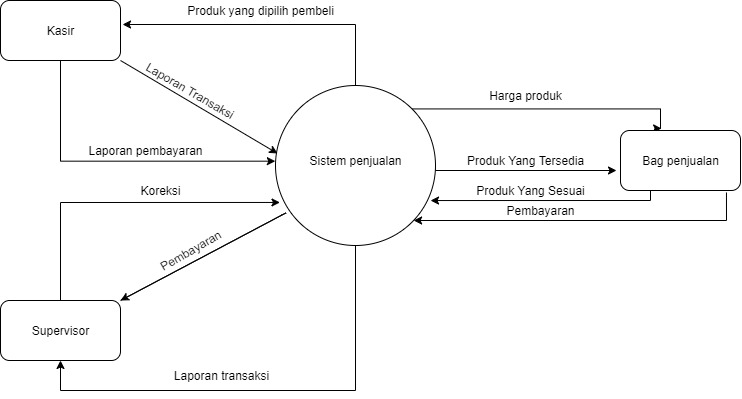 Produk yang dipilih pembeli
Kasir
Laporan Transaksi
Harga produk
Laporan pembayaran
Sistem penjualan
Produk Yang Tersedia
Bag penjualan
Koreksi
Produk Yang Sesuai
Pembayaran
Pembayaran
Supervisor
Laporan transaksi